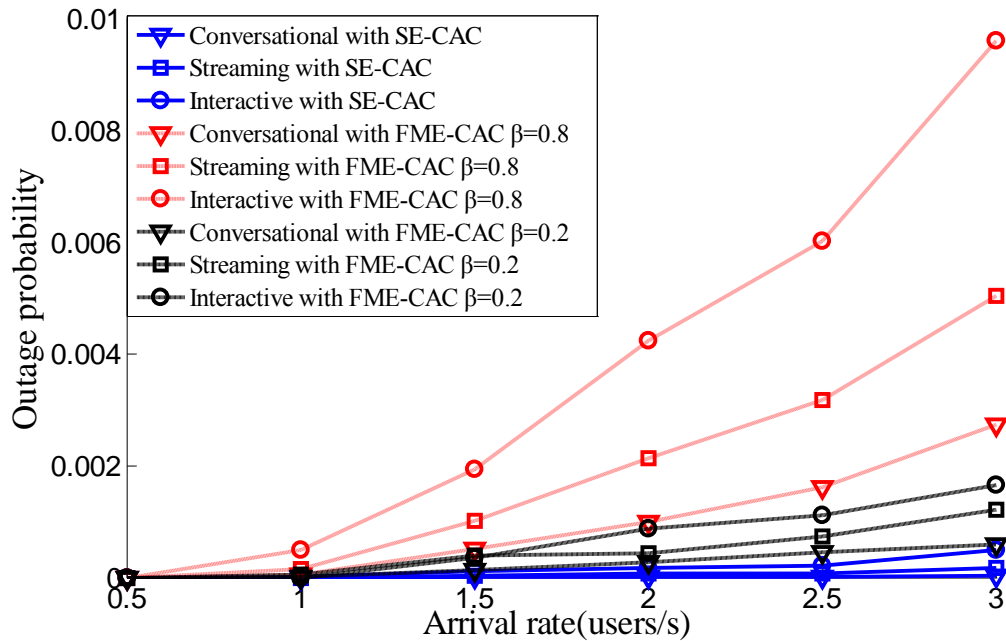 0.01
0.008
0.006
0.004
0.002
0
Outage probability
Conversational with SE-CAC
Streaming with SE-CAC
Interactive with SE-CAC
Conversational with FME-CAC β=0.8
Streaming with FME-CAC β=0.8
Interactive with FME-CAC β=0.8
Conversational with FME-CAC β=0.2
Streaming with FME-CAC β=0.2
Interactive with FME-CAC β=0.2
0.5 1 1.5 2 2.5 3
Arrival rate(users/s)